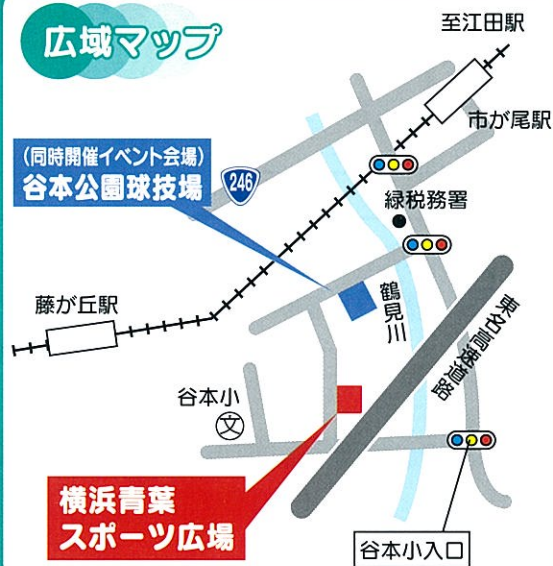 広域マップ
至江田駅
市が尾駅
(同時開催イベント会場)
谷本公園球技場
246
緑税務署
藤が丘駅
鶴見川
東名高速道路
谷本小
文
横浜青葉
スポーツ広場
谷本小入口